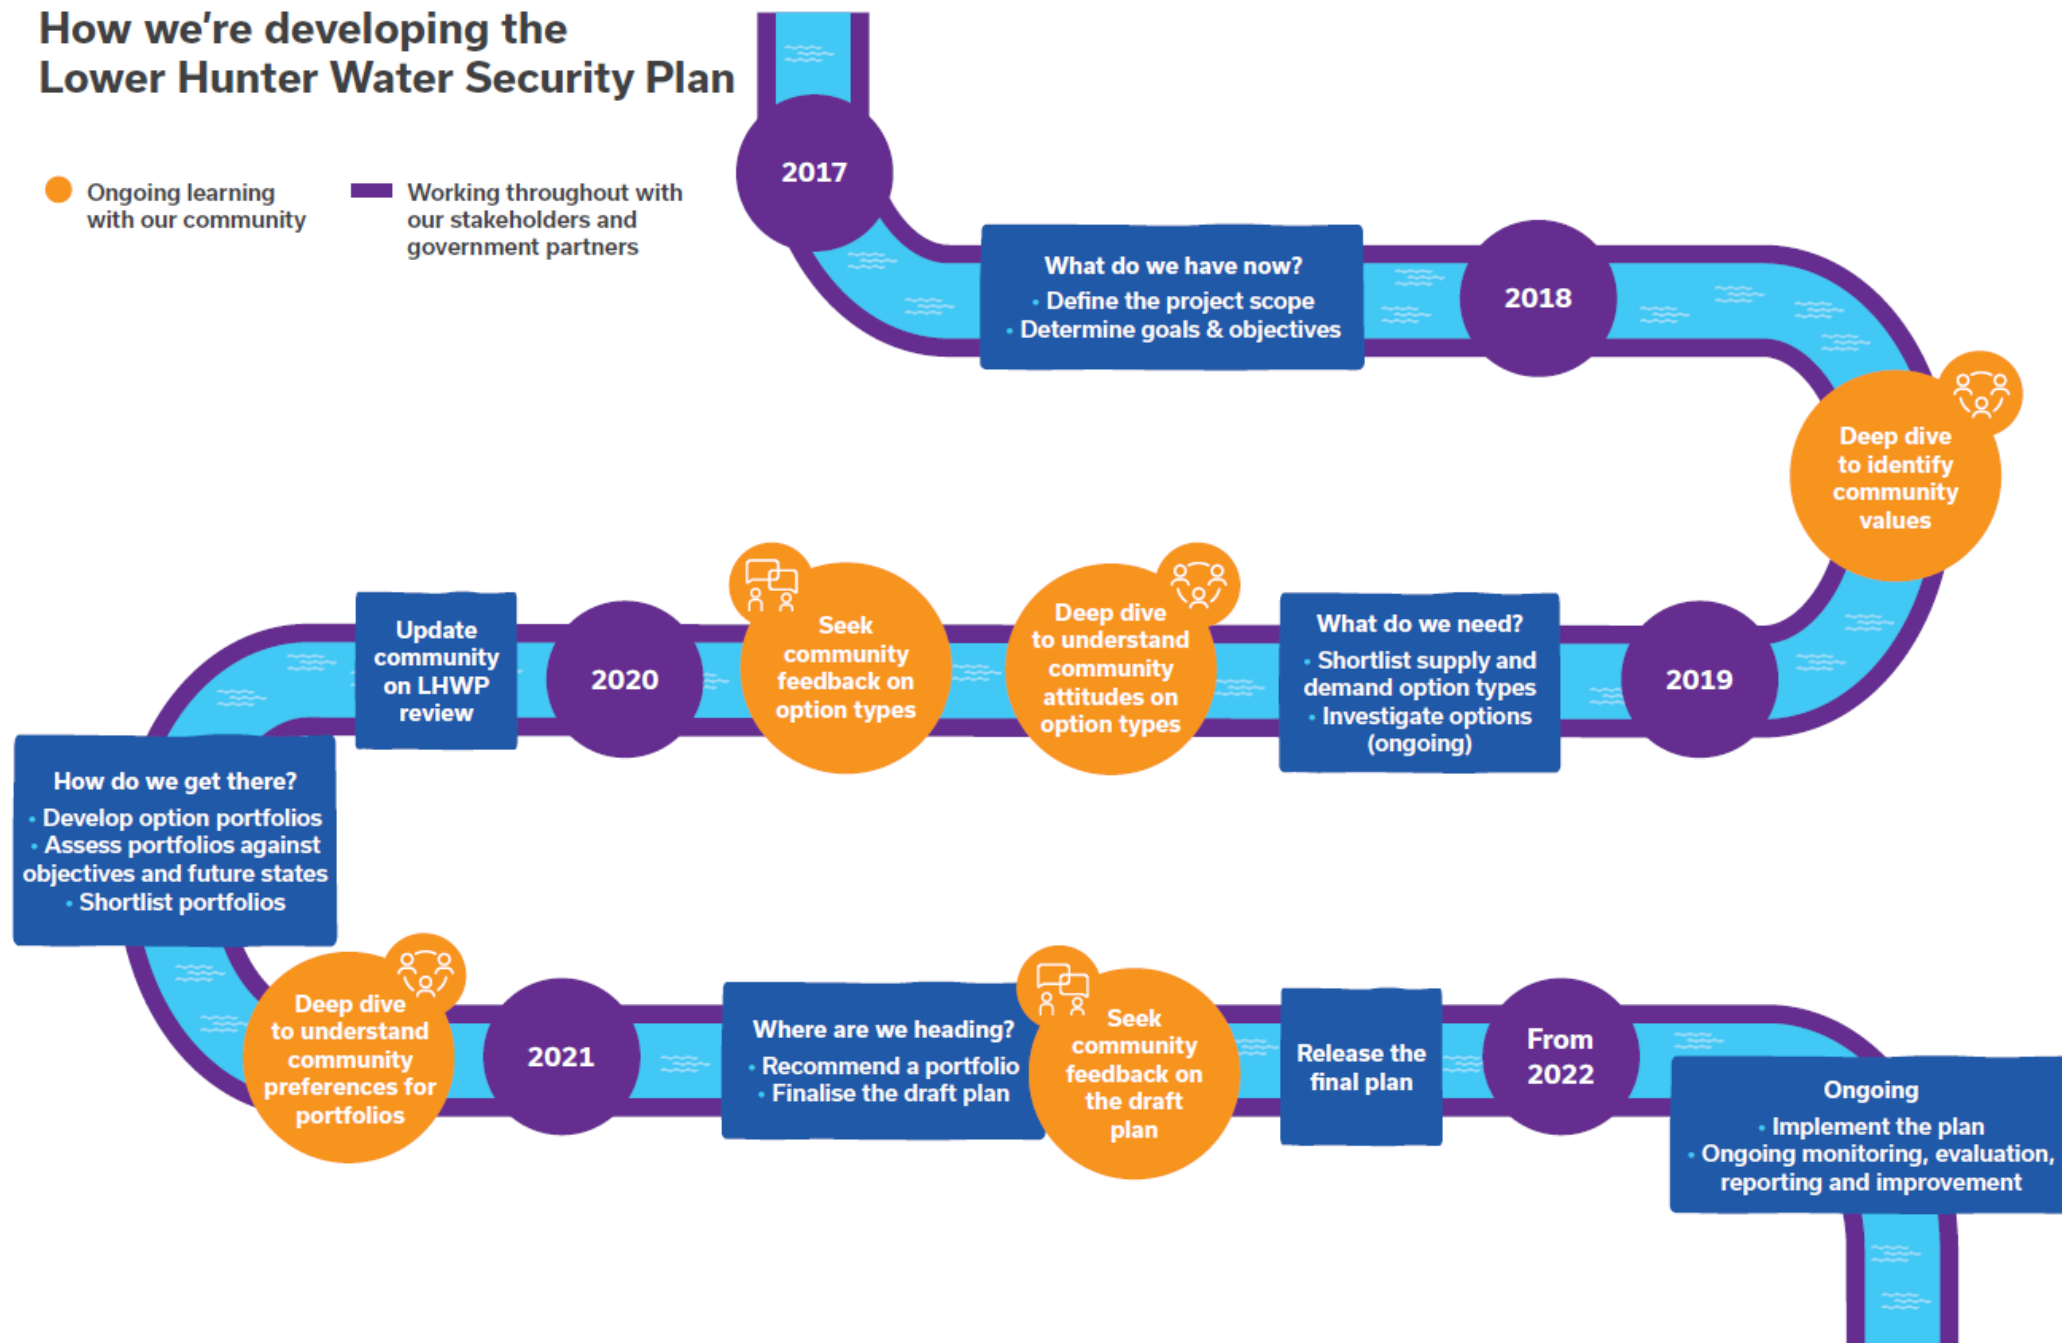 How we're developing the
Lower Hunter Water Security Plan
Ongoing learning
with our community
Working throughout with
our stakeholders and
government partners
2017
What do we have now?
• Define the project scope
• Determine goals & objectives
2018
Deep dive
to identify
community
values
2019
What do we need?
• Shortlist supply and
demand option types
• Investigate options
(ongoing)
Deep dive
to understand
community
attitudes on
option types
Seek
community
feedback on
option types
2020
Update
community
on LHWP
review
How do we get there?
• Develop option portfolios
• Assess portfolios against
objectives and future states
• Shortlist portfolios
Deep dive
to understand
community
preferences for
portfolios
2021
Where are we heading?
• Recommend a portfolio
• Finalise the draft plan
Seek
community
feedback on
the draft
plan
Release the
final plan
From
2022
Ongoing
• Implement the plan
• Ongoing monitoring, evaluation,
reporting and improvement